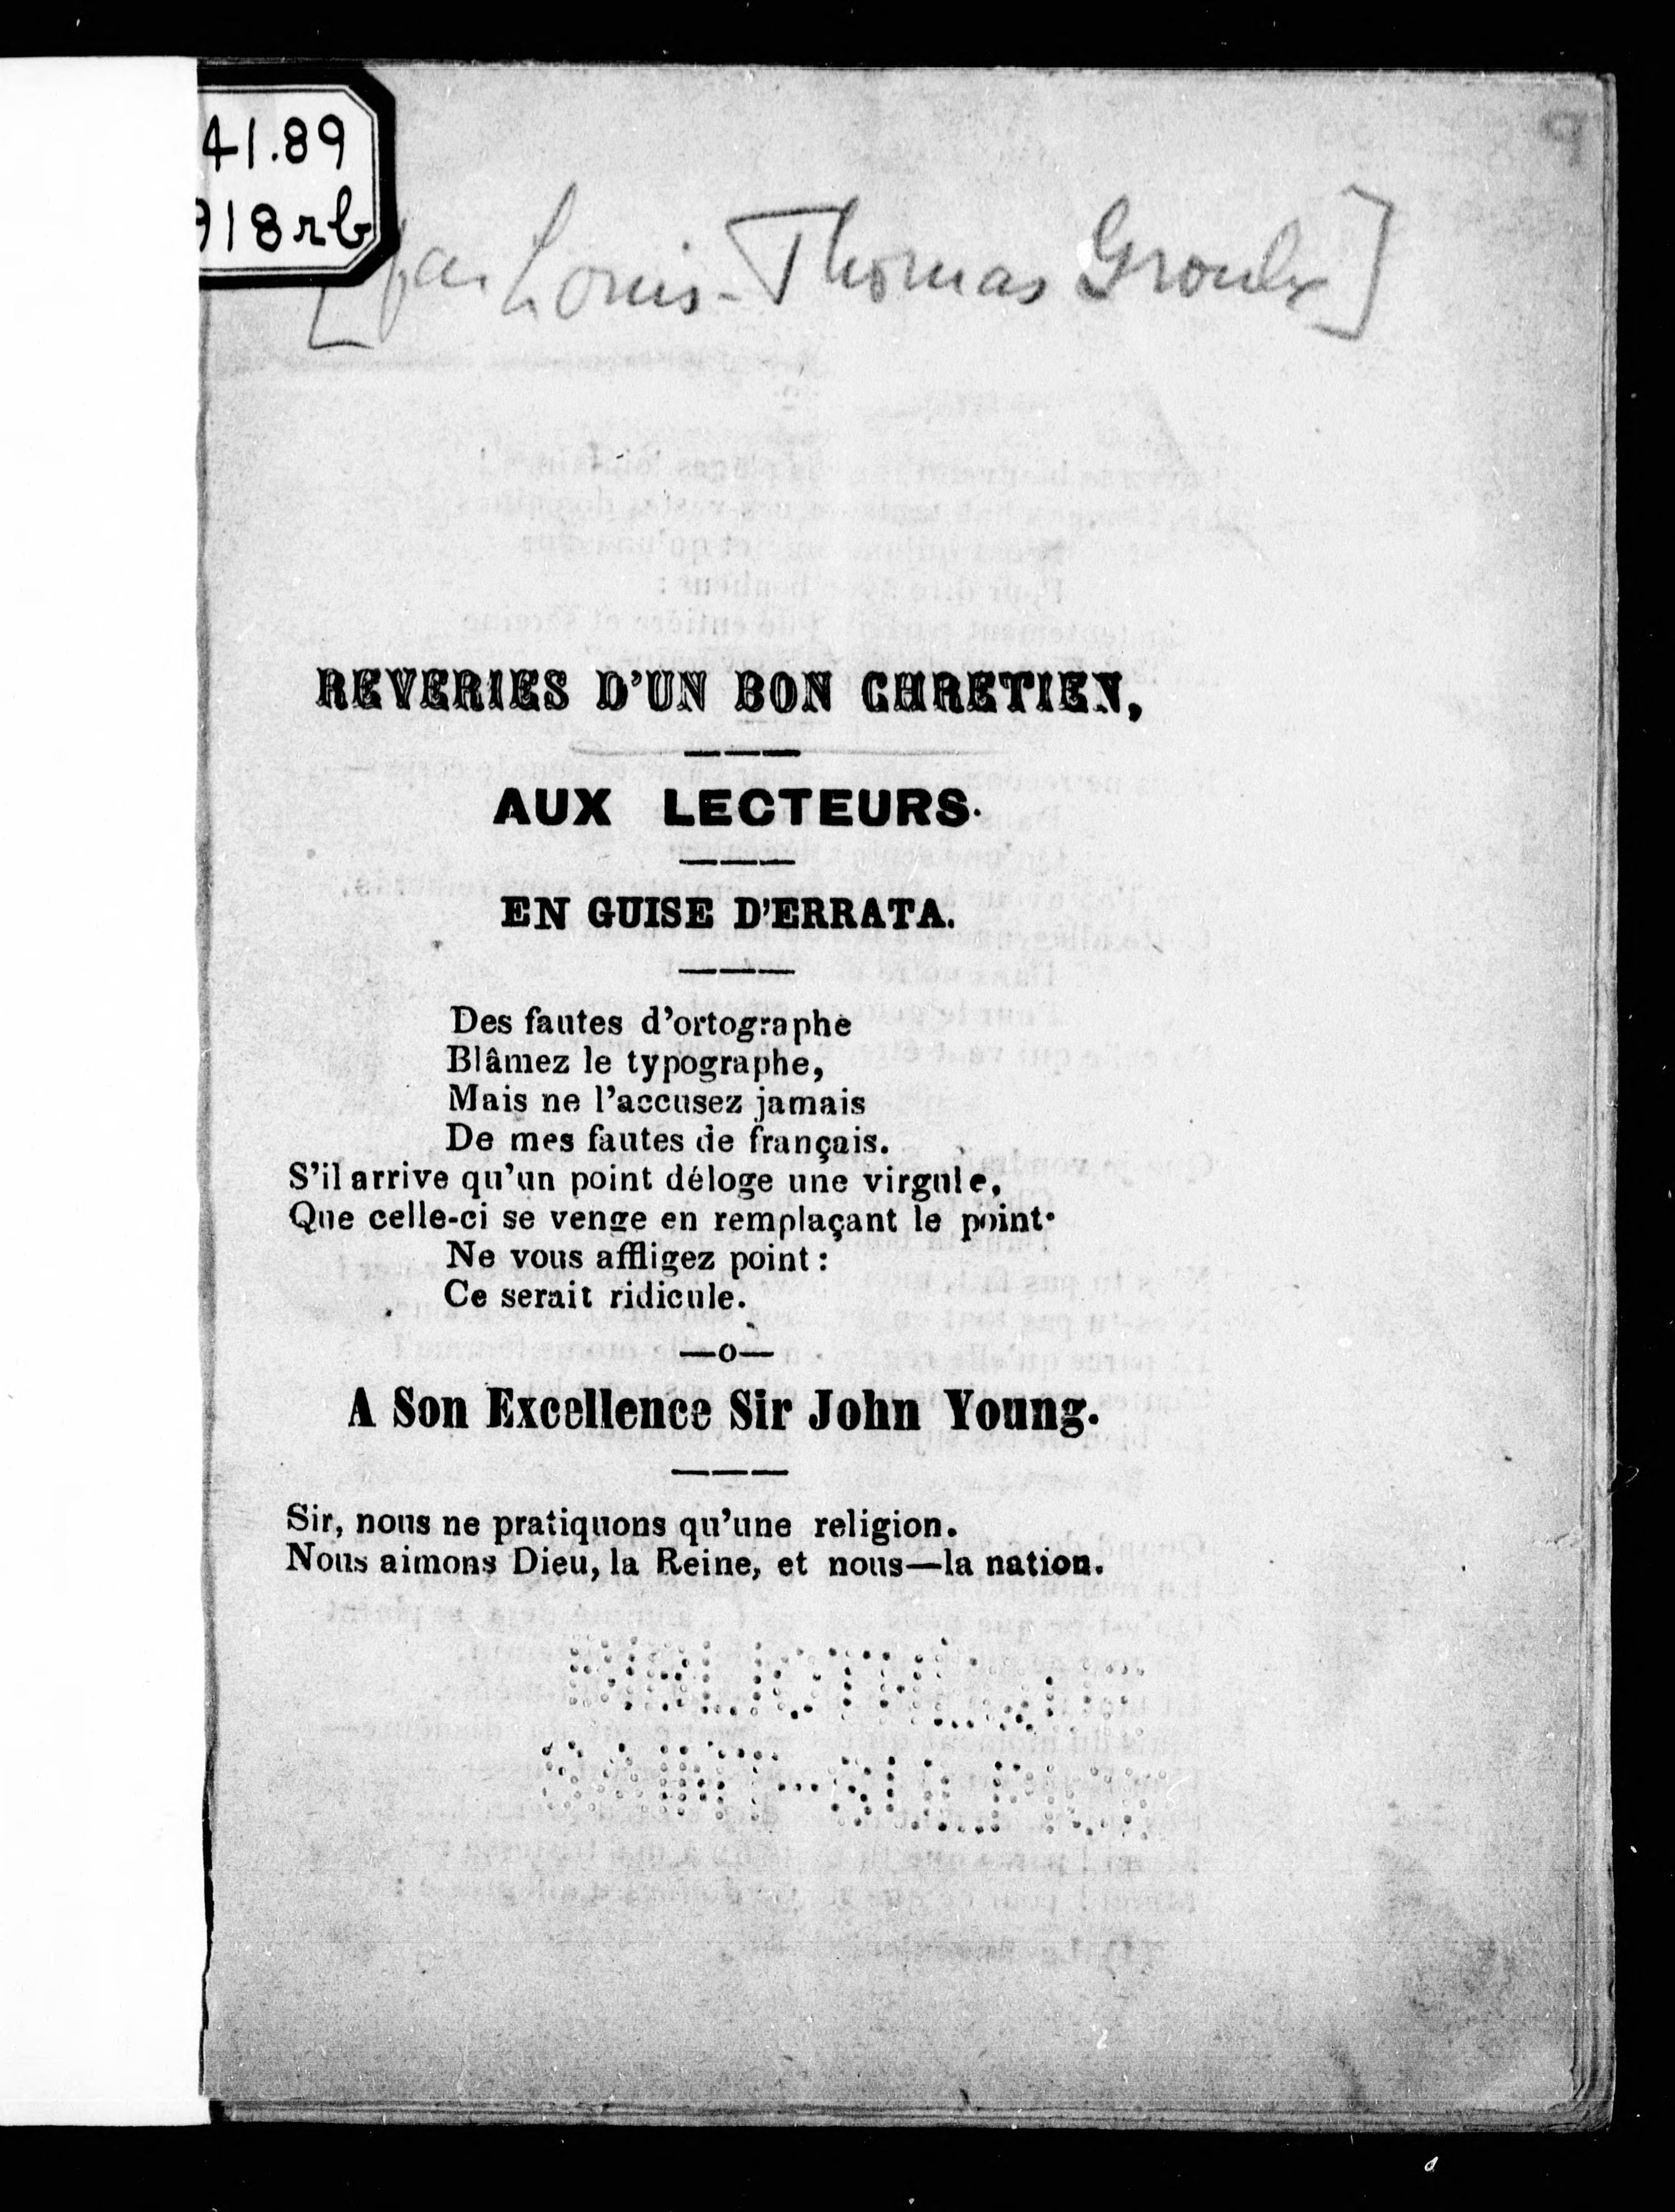 41.89
918rb
[par Louis-Thomas Groulx]
REVERIES D'UN BON CHRETIEN,
AUX LECTEURS.
EN GUISE D'ERRATA.
Des fautes d'ortographe
Blâmez le typographe,
Mais ne l'accusez jamais
De mes fautes de français.
S'il arrive qu'un point déloge une virgule,
Que celle-ci se venge en remplaçant le point.
Ne vous affligez point :
Ce serait ridicule.
—o—
A Son Excellence Sir John Young.
Sir, nous ne pratiquons qu'une religion.
Nous aimons Dieu, la Reine, et nous—la nation.
SAINT-SULPICE